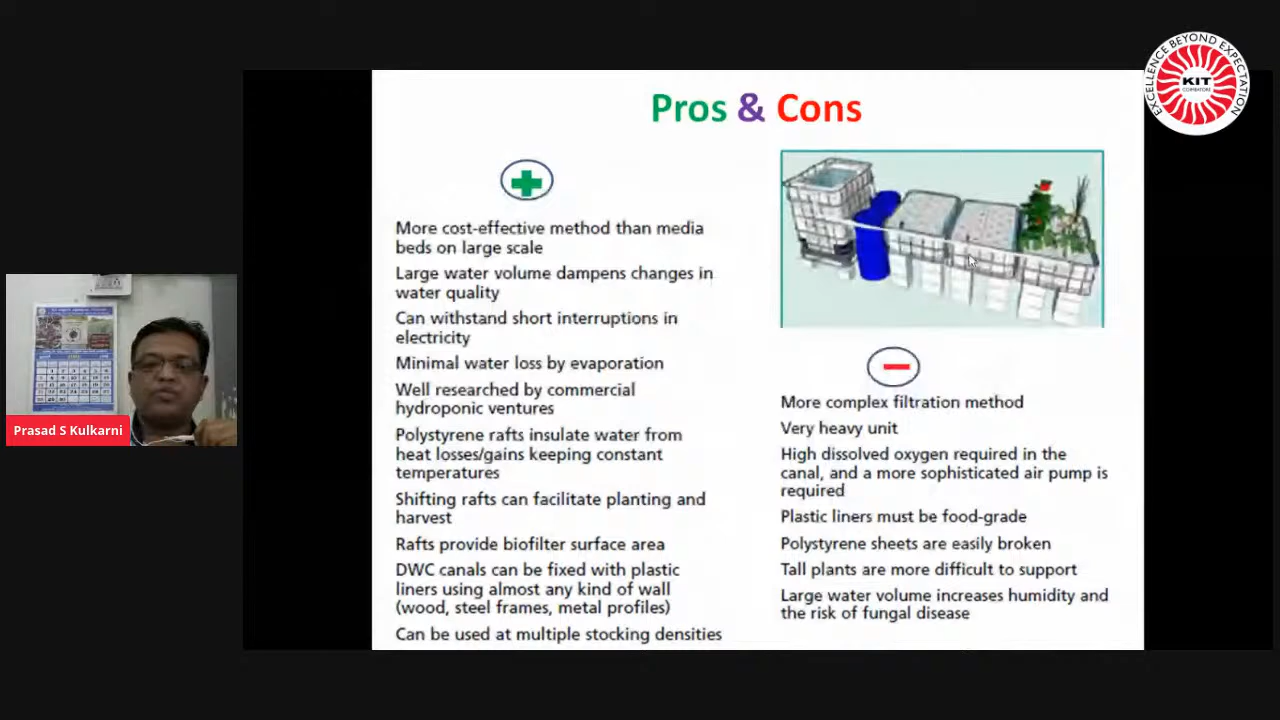 Pros & Cons
More cost-effective method than media
beds on large scale
Large water volume dampens changes in
water quality
Can withstand short interruptions in
electricity
Minimal water loss by evaporation
Well researched by commercial
hydroponic ventures
Polystyrene rafts insulate water from
heat losses/gains keeping constant
temperatures
Shifting rafts can facilitate planting and
harvest
Rafts provide biofilter surface area
DWC canals can be fixed with plastic
liners using almost any kind of wall
(wood, steel frames, metal profiles)
Can be used at multiple stocking densities
More complex filtration method
Very heavy unit
High dissolved oxygen required in the
canal, and a more sophisticated air pump is
required
Plastic liners must be food-grade
Polystyrene sheets are easily broken
Tall plants are more difficult to support
Large water volume increases humidity and
the risk of fungal disease
Prasad S Kulkarni
EXCELLENCE BEYOND EXPECTATION
KIT
COIMBATORE